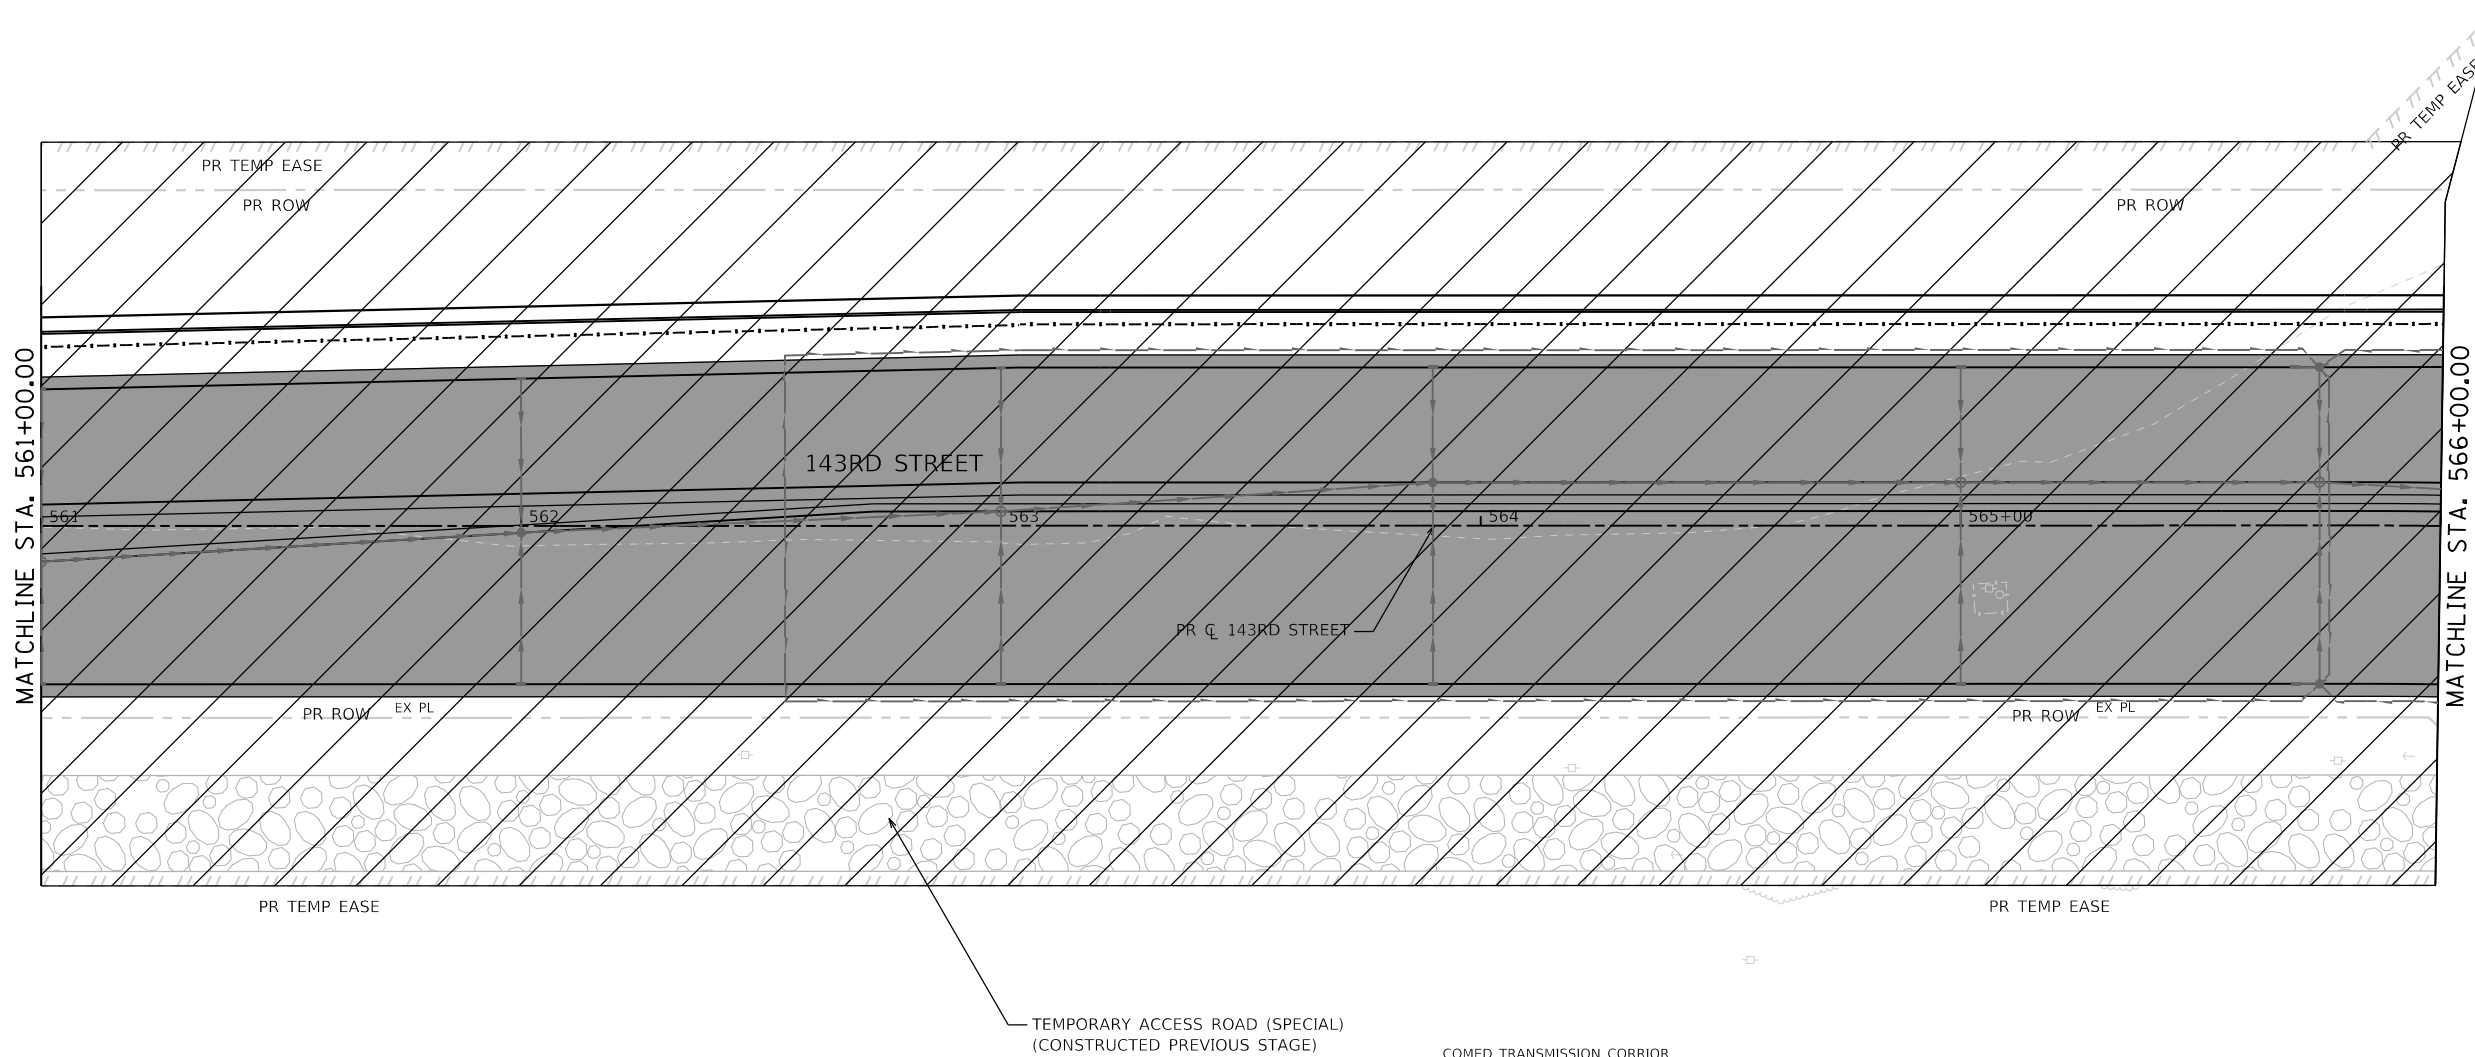 PR TEMP EASE
PR TEMP EASE
PR ROW
PR ROW
MATCHLINE STA. 561+00.00
MATCHLINE STA. 566+00.00
143RD STREET
561
562
563
564
565+00
PR ℄ 143RD STREET
PR ROW
EX PL
PR ROW
EX PL
PR TEMP EASE
PR TEMP EASE
TEMPORARY ACCESS ROAD (SPECIAL)
(CONSTRUCTED PREVIOUS STAGE)
COMED TRANSMISSION CORRIOR